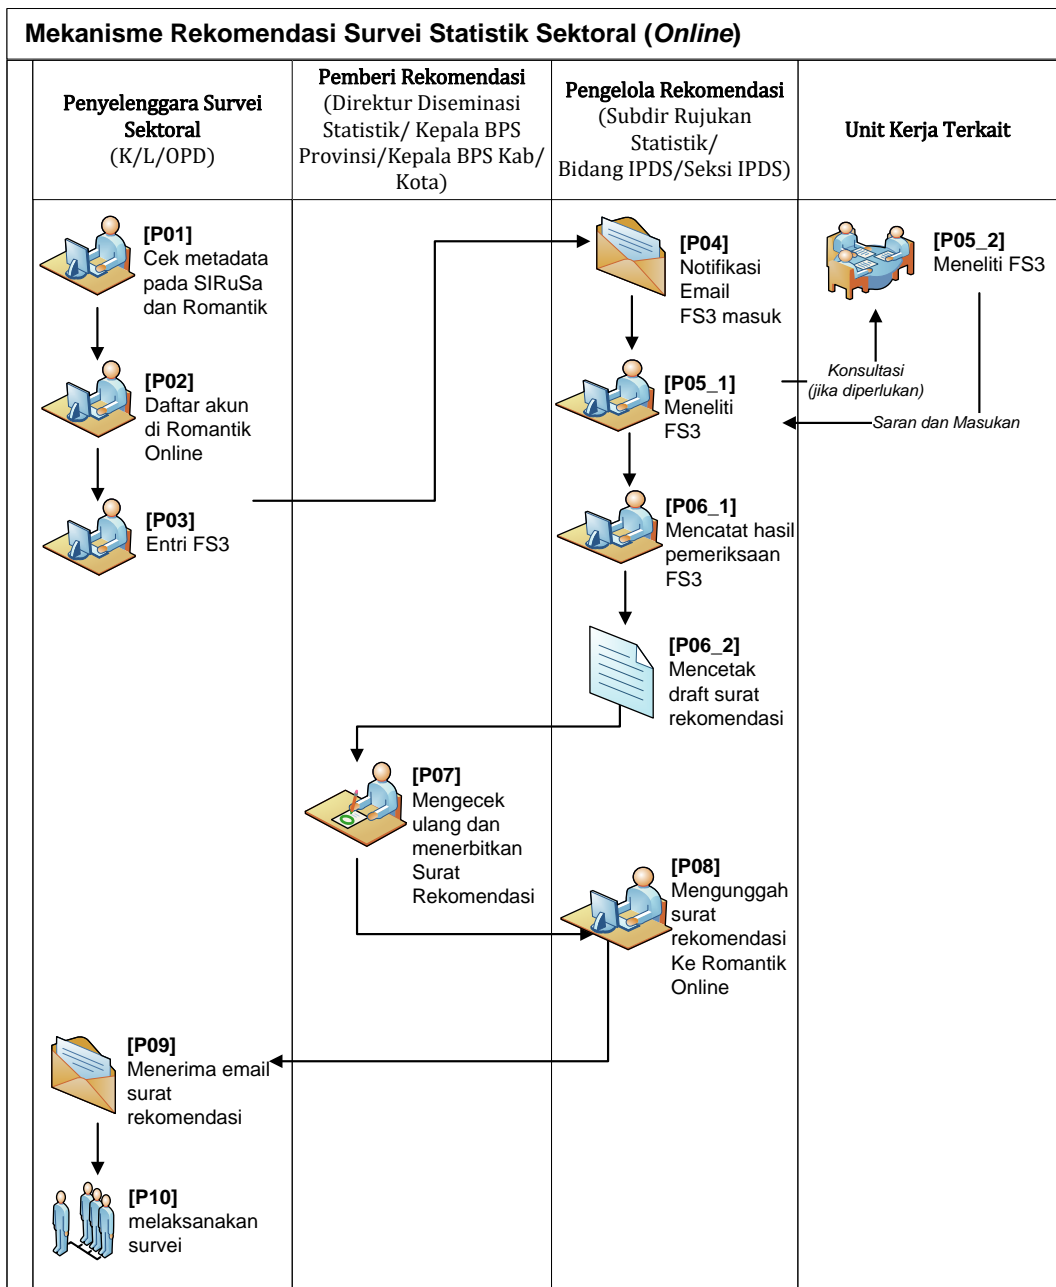 Mekanisme Rekomendasi Survei Statistik Sektoral (Online)
Penyelenggara Survei
Sektoral
(K/L/OPD)
Pemberi Rekomendasi
(Direktur Diseminasi
Statistik/ Kepala BPS
Provinsi/Kepala BPS Kab/
Kota)
Pengelola Rekomendasi
(Subdir Rujukan
Statistik/
Bidang IPDS/Seksi IPDS)
Unit Kerja Terkait
[P01]
Cek metadata
pada SIRuSa
dan Romantik
[P02]
Daftar akun
di Romantik
Online
[P03]
Entri FS3
[P04]
Notifikasi
Email
FS3 masuk
[P05_1]
Meneliti
FS3
[P05_2]
Meneliti FS3
Konsultasi
(jika diperlukan)
Saran dan Masukan
[P06_1]
Mencatat hasil
pemeriksaan
FS3
[P06_2]
Mencetak
draft surat
rekomendasi
[P07]
Mengecek
ulang dan
menerbitkan
Surat
Rekomendasi
[P08]
Mengunggah
surat
rekomendasi
Ke Romantik
Online
[P09]
Menerima email
surat
rekomendasi
[P10]
melaksanakan
survei